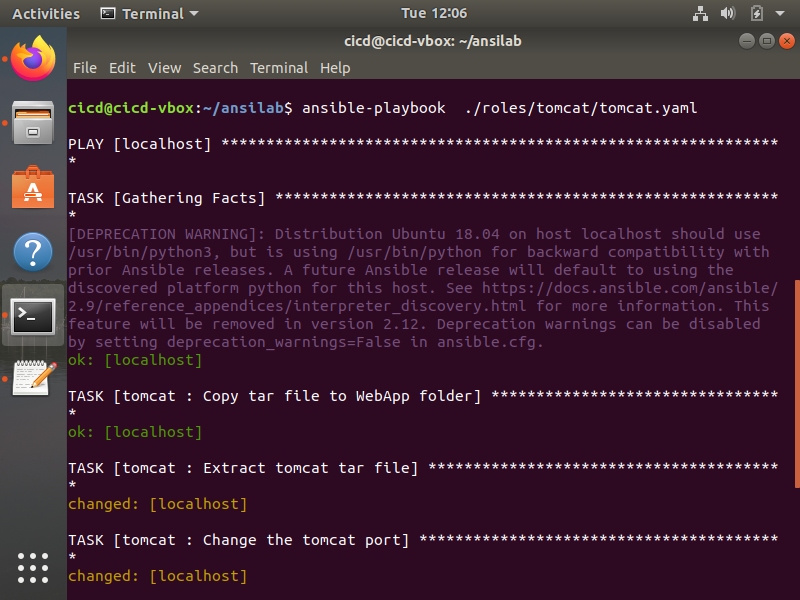 Activities Terminal Tue 12:06
cicd@cicd-vbox: ~/ansilab
File Edit View Search Terminal Help
cicd@cicd-vbox:~/ansilab$ ansible-playbook  ./roles/tomcat/tomcat.yaml
PLAY [localhost] **************************************************************
*
TASK [Gathering Facts] ********************************************************
*
[DEPRECATION WARNING]: Distribution Ubuntu 18.04 on host localhost should use
/usr/bin/python3, but is using /usr/bin/python for backward compatibility with
prior Ansible releases. A future Ansible release will default to using the
discovered platform python for this host. See https://docs.ansible.com/ansible/
2.9/reference_appendices/interpreter_discovery.html for more information. This
feature will be removed in version 2.12. Deprecation warnings can be disabled
by setting deprecation_warnings=False in ansible.cfg.
ok: [localhost]
TASK [tomcat : Copy tar file to WebApp folder] ********************************
*
ok: [localhost]
TASK [tomcat : Extract tomcat tar file] ***************************************
*
changed: [localhost]
TASK [tomcat : Change the tomcat port] ****************************************
*
changed: [localhost]